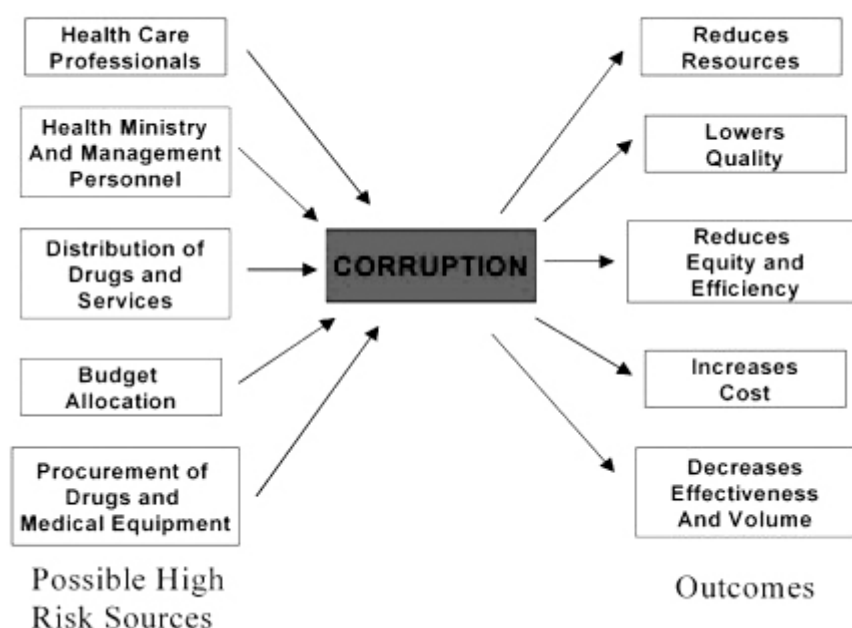 Health Care
Professionals
Health Ministry
And Management
Personnel
Distribution of
Drugs and
Services
Budget
Allocation
Procurement of
Drugs and
Medical Equipment
Possible High
Risk Sources
CORRUPTION
Reduces
Resources
Lowers
Quality
Reduces
Equity and
Efficiency
Increases
Cost
Decreases
Effectiveness
And Volume
Outcomes